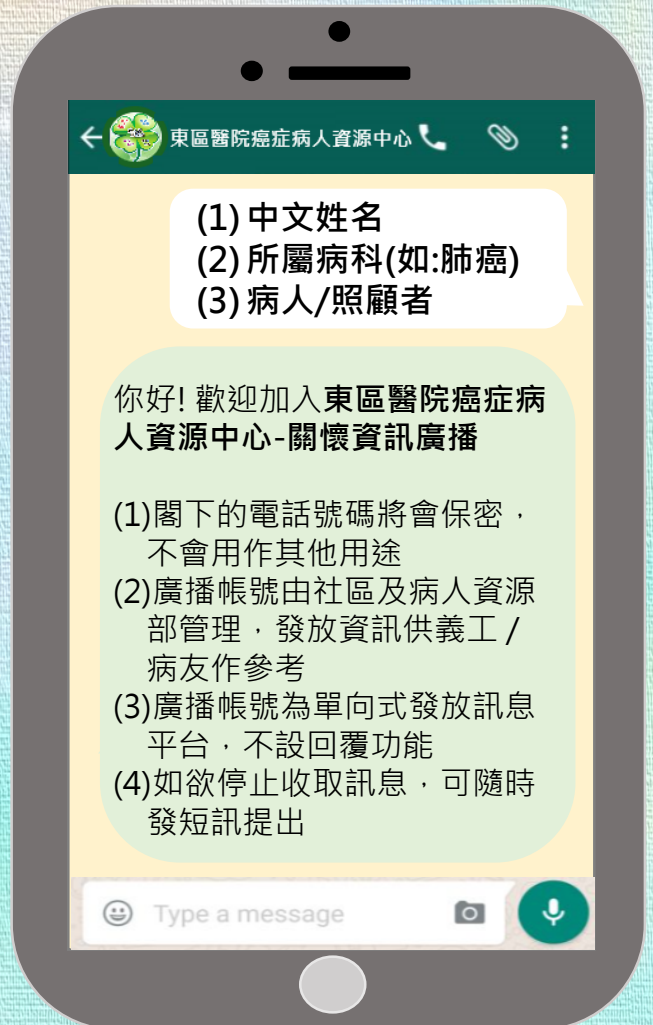 東區醫院癌症病人資源中心
(1) 中文姓名
(2) 所屬病科(如:肺癌)
(3) 病人/照顧者
你好! 歡迎加入東區醫院癌症病
人資源中心-關懷資訊廣播
(1)閣下的電話號碼將會保密，
不會用作其他用途
(2)廣播帳號由社區及病人資源
部管理，發放資訊供義工 /
病友作參考
(3)廣播帳號為單向式發放訊息
平台，不設回覆功能
(4)如欲停止收取訊息，可隨時
發短訊提出
Type a message